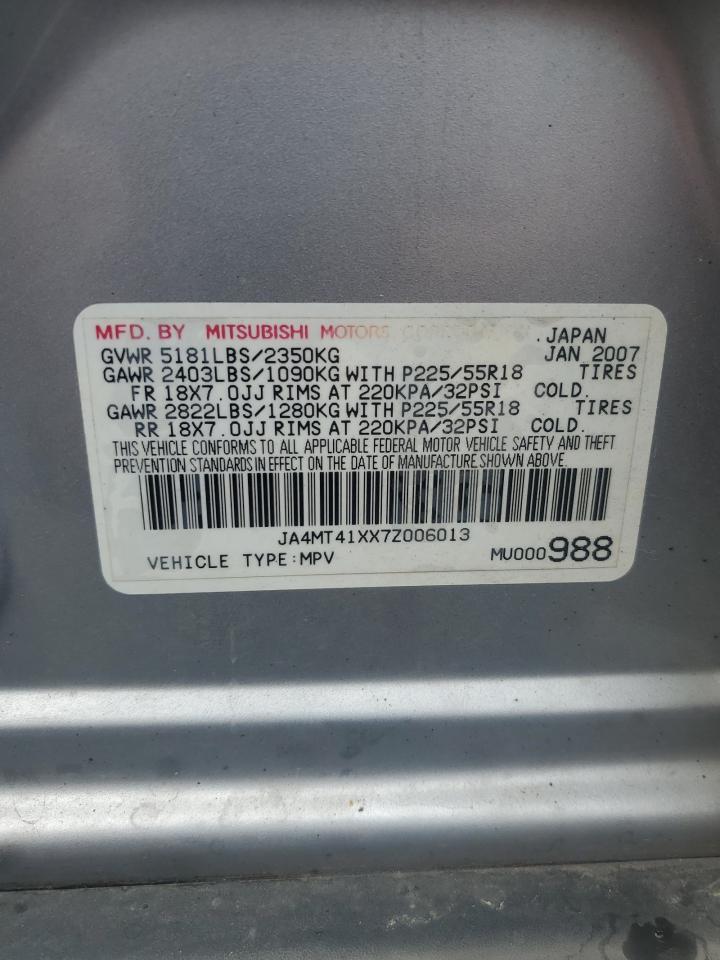 MFD. BY MITSUBISHI MOTORS CORPORATION, JAPAN
GVWR 5181LBS/2350KG JAN 2007
GAWR 2403LBS/1090KG WITH P225/55R18 TIRES
FR 18X7.0JJ RIMS AT 220KPA/32PSI COLD.
GAWR 2822LBS/1280KG WITH P225/55R18 TIRES
RR 18X7.0JJ RIMS AT 220KPA/32PSI COLD.
THIS VEHICLE CONFORMS TO ALL APPLICABLE FEDERAL MOTOR VEHICLE SAFETY AND THEFT
PREVENTION STANDARDS IN EFFECT ON THE DATE OF MANUFACTURE SHOWN ABOVE.
JA4MT41XX7Z006013
VEHICLE TYPE:MPV MU000988